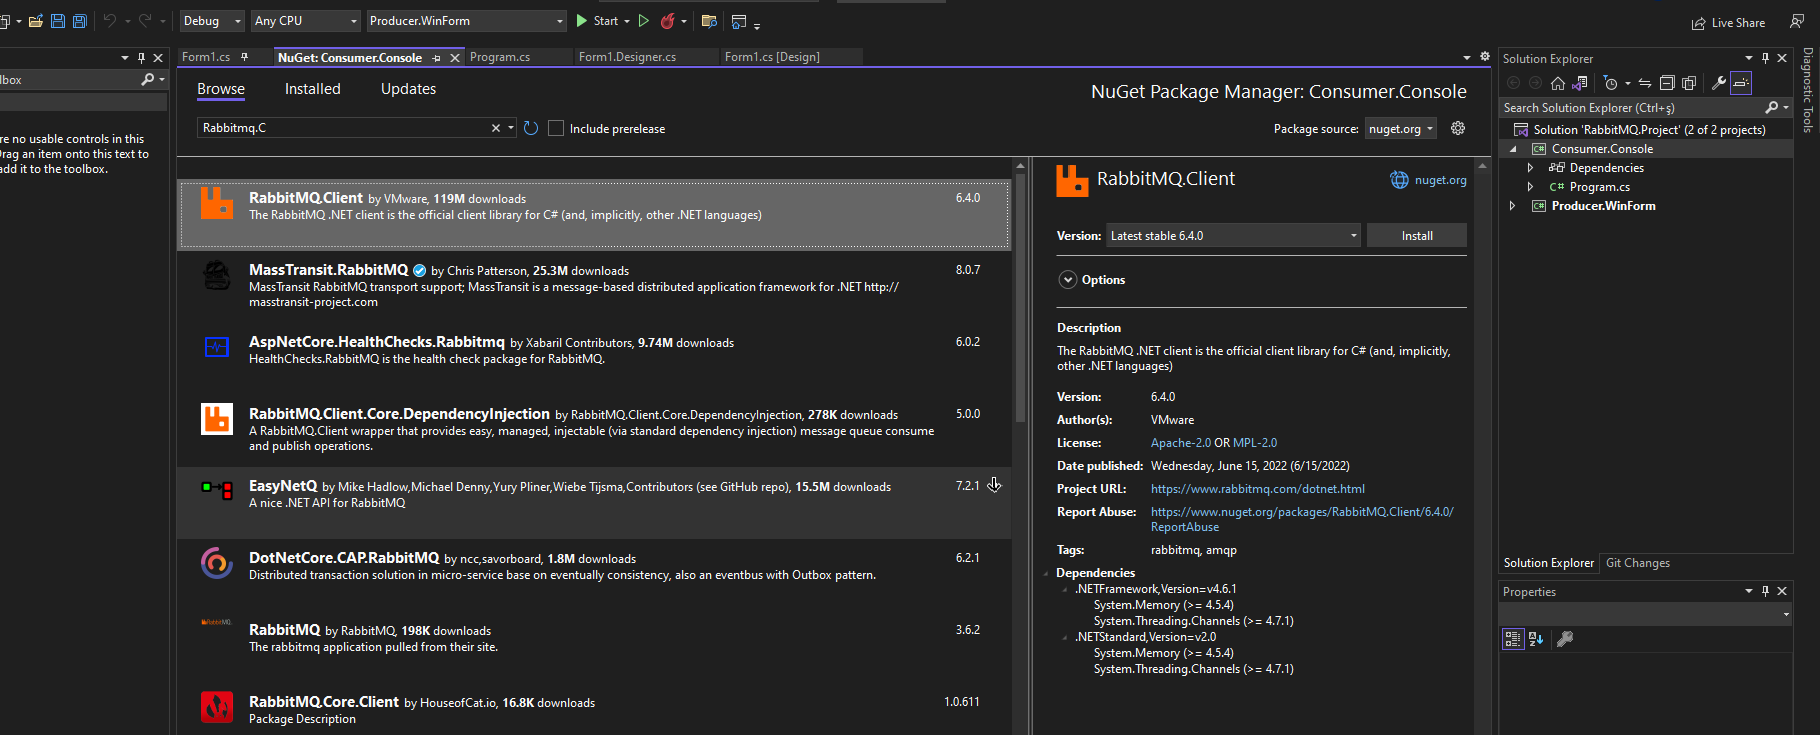 Debug
Any CPU
Producer.WinForm
Start
Live Share
Form1.cs
NuGet: Consumer.Console
Program.cs
Form1.Designer.cs
Form1.cs [Design]
lbox
re no usable controls in this
Drag an item onto this text to
add it to the toolbox.
Browse
Installed
Updates
NuGet Package Manager: Consumer.Console
Rabbitmq.C
Include prerelease
Package source:
nuget.org
RabbitMQ.Client by VMware, 119M downloads
6.4.0
The RabbitMQ .NET client is the official client library for C# (and, implicitly, other .NET languages)
MassTransit.RabbitMQ by Chris Patterson, 25.3M downloads
8.0.7
MassTransit RabbitMQ transport support; MassTransit is a message-based distributed application framework for .NET http://
masstransit-project.com
AspNetCore.HealthChecks.Rabbitmq by Xabaril Contributors, 9.74M downloads
6.0.2
HealthChecks.RabbitMQ is the health check package for RabbitMQ.
RabbitMQ.Client.Core.DependencyInjection by RabbitMQ.Client.Core.DependencyInjection, 278K downloads
5.0.0
A RabbitMQ.Client wrapper that provides easy, managed, injectable (via standard dependency injection) message queue consume
and publish operations.
EasyNetQ by Mike Hadlow,Michael Denny,Yury Pliner,Wiebe Tijsma,Contributors (see GitHub repo), 15.5M downloads
7.2.1
A nice .NET API for RabbitMQ
DotNetCore.CAP.RabbitMQ by ncc,savorboard, 1.8M downloads
6.2.1
Distributed transaction solution in micro-service base on eventually consistency, also an eventbus with Outbox pattern.
RabbitMQ
RabbitMQ by RabbitMQ, 198K downloads
3.6.2
The rabbitmq application pulled from their site.
RabbitMQ.Core.Client by HouseofCat.io, 16.8K downloads
1.0.611
Package Description
RabbitMQ.Client
nuget.org
Version:
Latest stable 6.4.0
Install
Options
Description
The RabbitMQ .NET client is the official client library for C# (and, implicitly,
other .NET languages)
Version: 6.4.0
Author(s): VMware
License: Apache-2.0 OR MPL-2.0
Date published: Wednesday, June 15, 2022 (6/15/2022)
Project URL: https://www.rabbitmq.com/dotnet.html
Report Abuse: https://www.nuget.org/packages/RabbitMQ.Client/6.4.0/
ReportAbuse
Tags: rabbitmq, amqp
Dependencies
.NETFramework,Version=v4.6.1
System.Memory (>= 4.5.4)
System.Threading.Channels (>= 4.7.1)
.NETStandard,Version=v2.0
System.Memory (>= 4.5.4)
System.Threading.Channels (>= 4.7.1)
Solution Explorer
Search Solution Explorer (Ctrl+ş)
Solution 'RabbitMQ.Project' (2 of 2 projects)
C# Consumer.Console
Dependencies
C# Program.cs
C# Producer.WinForm
Solution Explorer
Git Changes
Properties
Diagnostic Tools